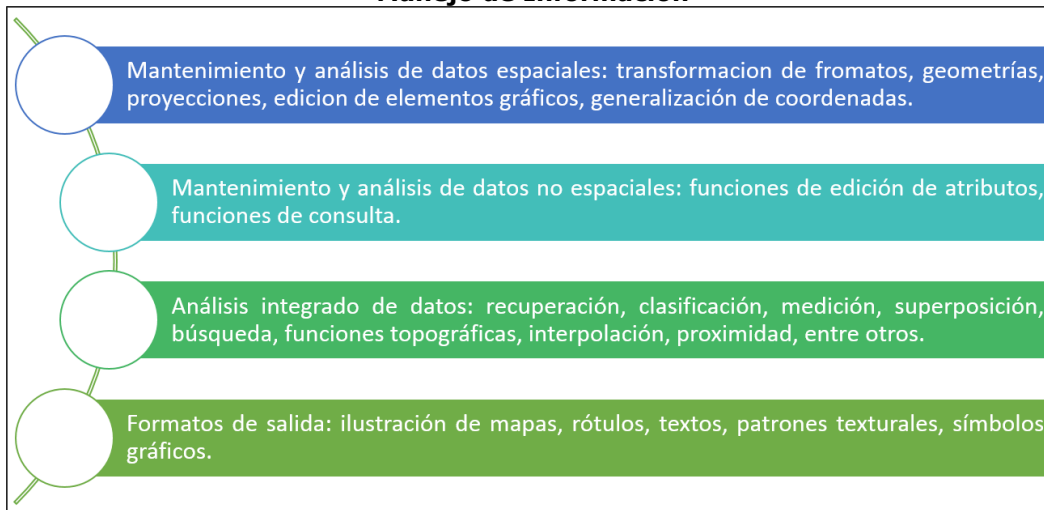 Manejo de Información
Mantenimiento y análisis de datos espaciales: transformacion de fromatos, geometrías,
proyecciones, edicion de elementos gráficos, generalización de coordenadas.
Mantenimiento y análisis de datos no espaciales: funciones de edición de atributos,
funciones de consulta.
Análisis integrado de datos: recuperación, clasificación, medición, superposición,
búsqueda, funciones topográficas, interpolación, proximidad, entre otros.
Formatos de salida: ilustración de mapas, rótulos, textos, patrones texturales, símbolos
gráficos.